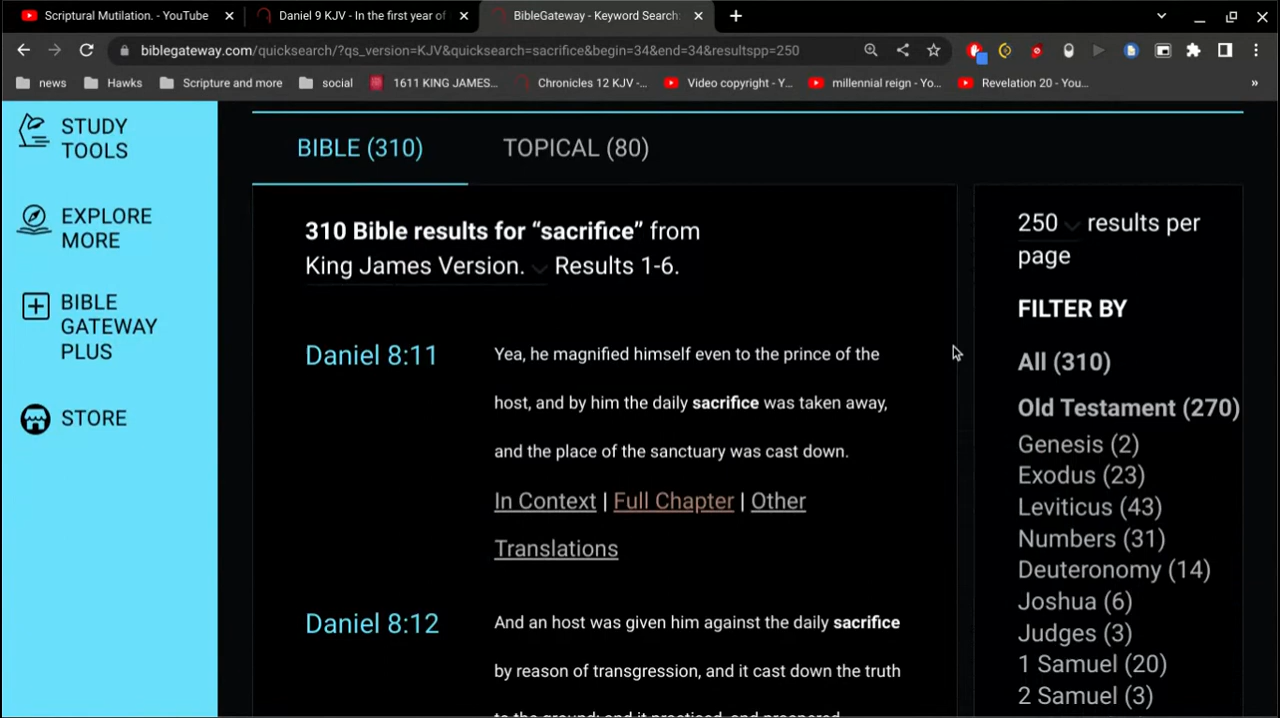 Scriptural Mutilation. - YouTube
Daniel 9 KJV - In the first year of
BibleGateway - Keyword Search:
biblegateway.com/quicksearch/?qs_version=KJV&quicksearch=sacrifice&begin=34&end=34&resultspp=250
news
Hawks
Scripture and more
social
1611 KING JAMES...
Chronicles 12 KJV -...
Video copyright - Y...
millennial reign - Yo...
Revelation 20 - You...
»
STUDY
TOOLS
EXPLORE
MORE
BIBLE
GATEWAY
PLUS
STORE
BIBLE (310)
TOPICAL (80)
310 Bible results for “sacrifice” from
King James Version. Results 1-6.
Daniel 8:11
Yea, he magnified himself even to the prince of the
host, and by him the daily sacrifice was taken away,
and the place of the sanctuary was cast down.
In Context | Full Chapter | Other
Translations
Daniel 8:12
And an host was given him against the daily sacrifice
by reason of transgression, and it cast down the truth
to the ground; and it practised, and prospered.
250 results per
page
FILTER BY
All (310)
Old Testament (270)
Genesis (2)
Exodus (23)
Leviticus (43)
Numbers (31)
Deuteronomy (14)
Joshua (6)
Judges (3)
1 Samuel (20)
2 Samuel (3)